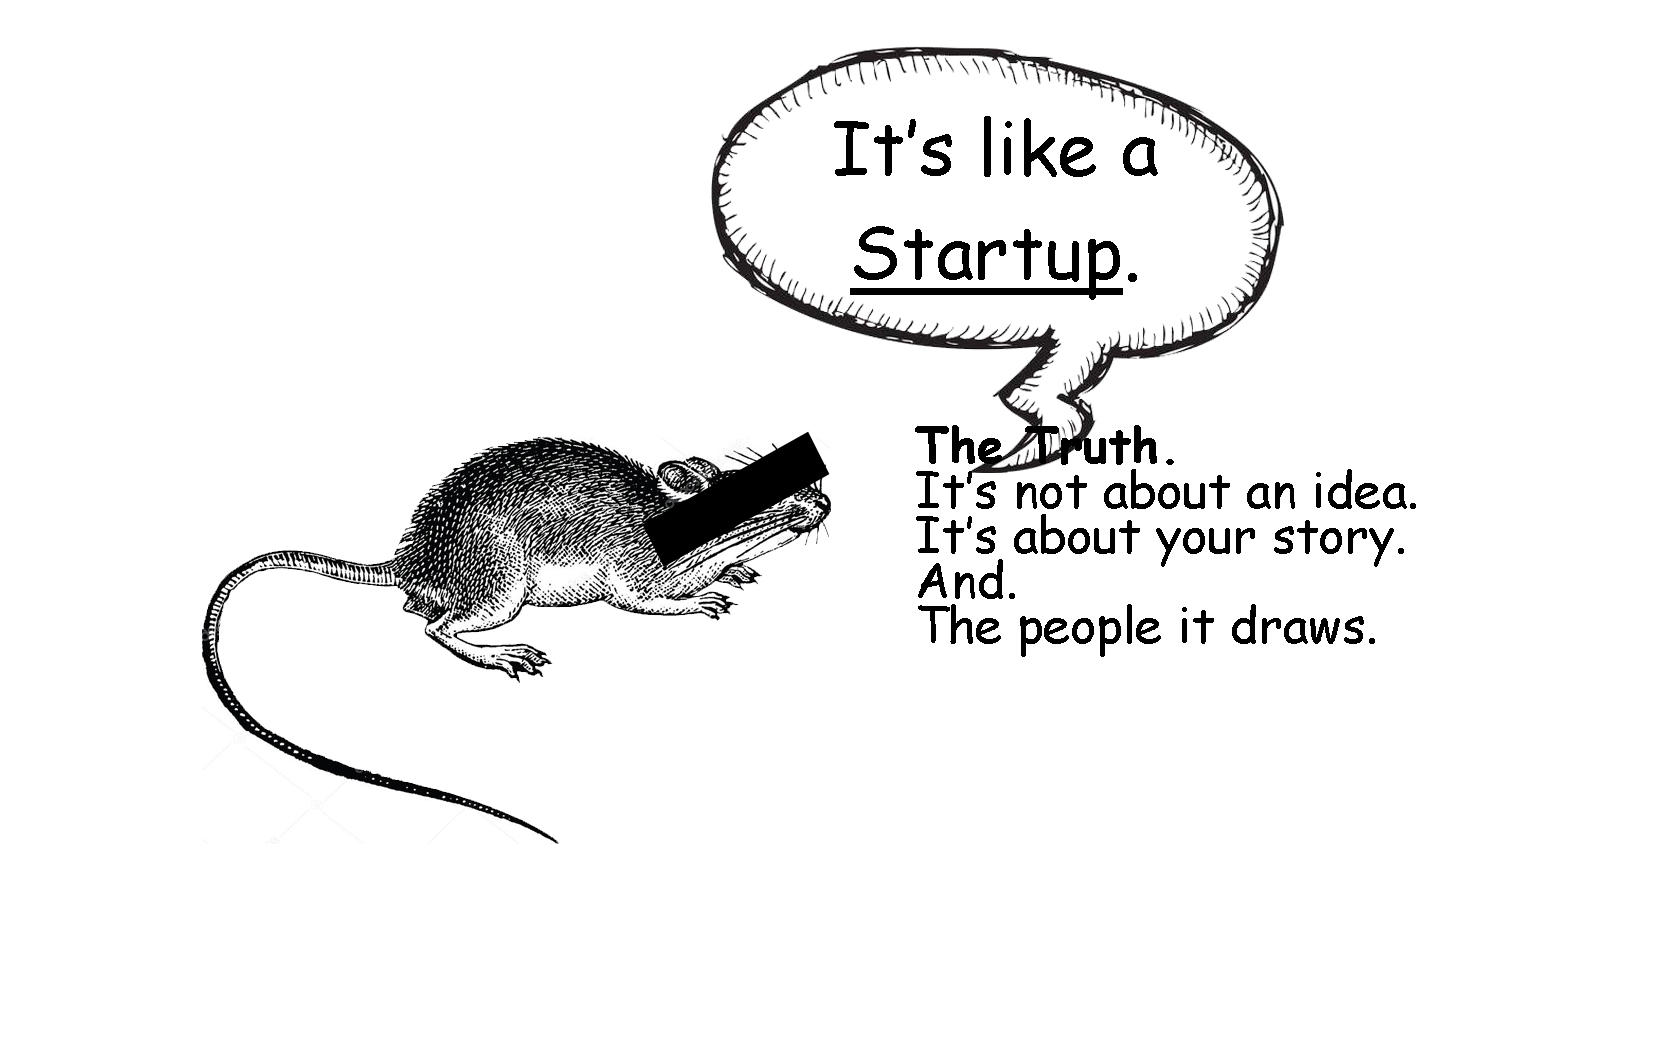 It’s like a
Startup.
The Truth.
It’s not about an idea.
It’s about your story.
And.
The people it draws.